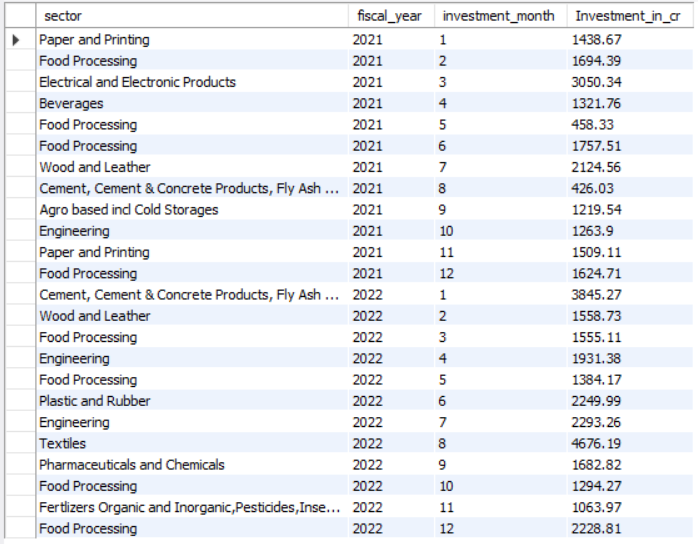 sector fiscal_year investment_month Investment_in_cr
Paper and Printing 2021 1 1438.67
Food Processing 2021 2 1694.39
Electrical and Electronic Products 2021 3 3050.34
Beverages 2021 4 1321.76
Food Processing 2021 5 458.33
Food Processing 2021 6 1757.51
Wood and Leather 2021 7 2124.56
Cement, Cement & Concrete Products, Fly Ash ... 2021 8 426.03
Agro based incl Cold Storages 2021 9 1219.54
Engineering 2021 10 1263.9
Paper and Printing 2021 11 1509.11
Food Processing 2021 12 1624.71
Cement, Cement & Concrete Products, Fly Ash ... 2022 1 3845.27
Wood and Leather 2022 2 1558.73
Food Processing 2022 3 1555.11
Engineering 2022 4 1931.38
Food Processing 2022 5 1384.17
Plastic and Rubber 2022 6 2249.99
Engineering 2022 7 2293.26
Textiles 2022 8 4676.19
Pharmaceuticals and Chemicals 2022 9 1682.82
Food Processing 2022 10 1294.27
Fertlizers Organic and Inorganic,Pesticides,Inse... 2022 11 1063.97
Food Processing 2022 12 2228.81